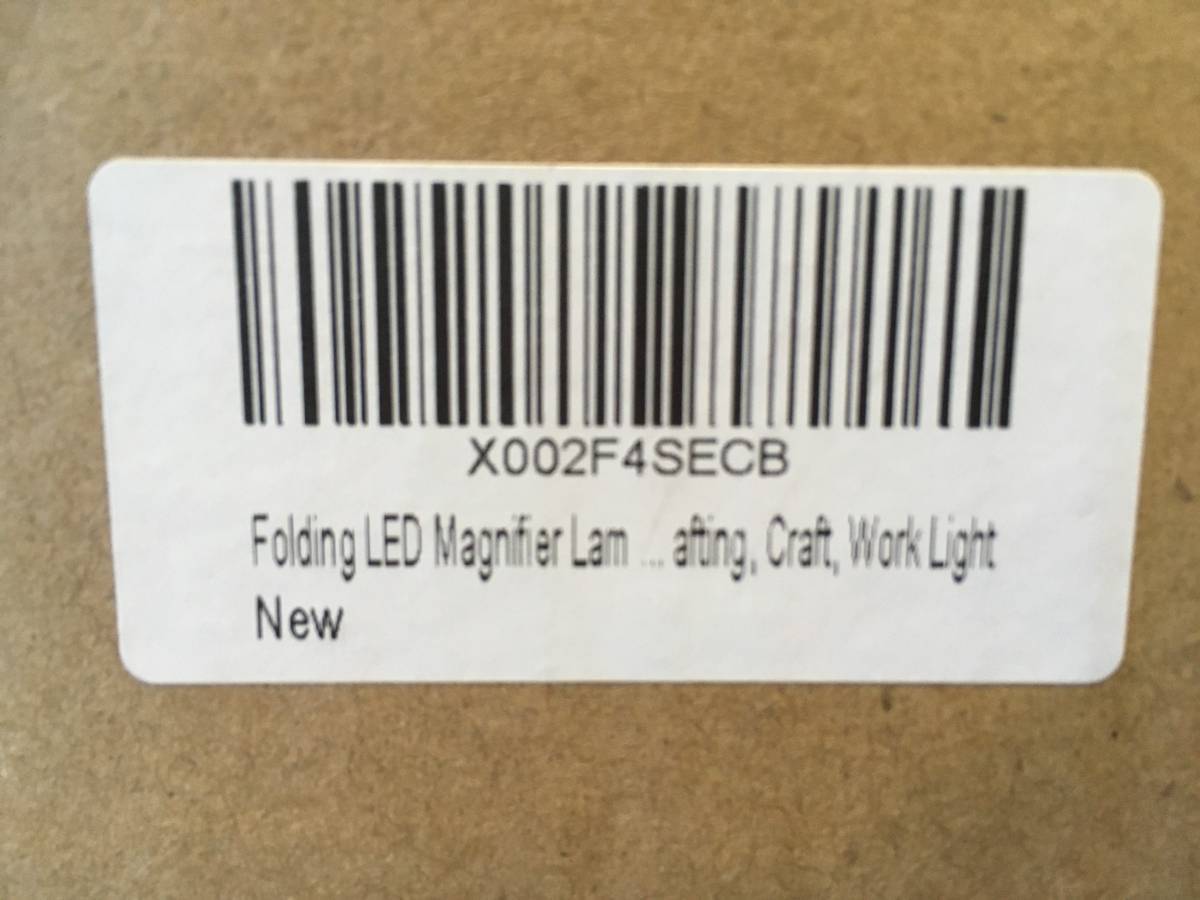 X002F4SECB
Folding LED Magnifier Lam ... afting, Craft, Work Light
New